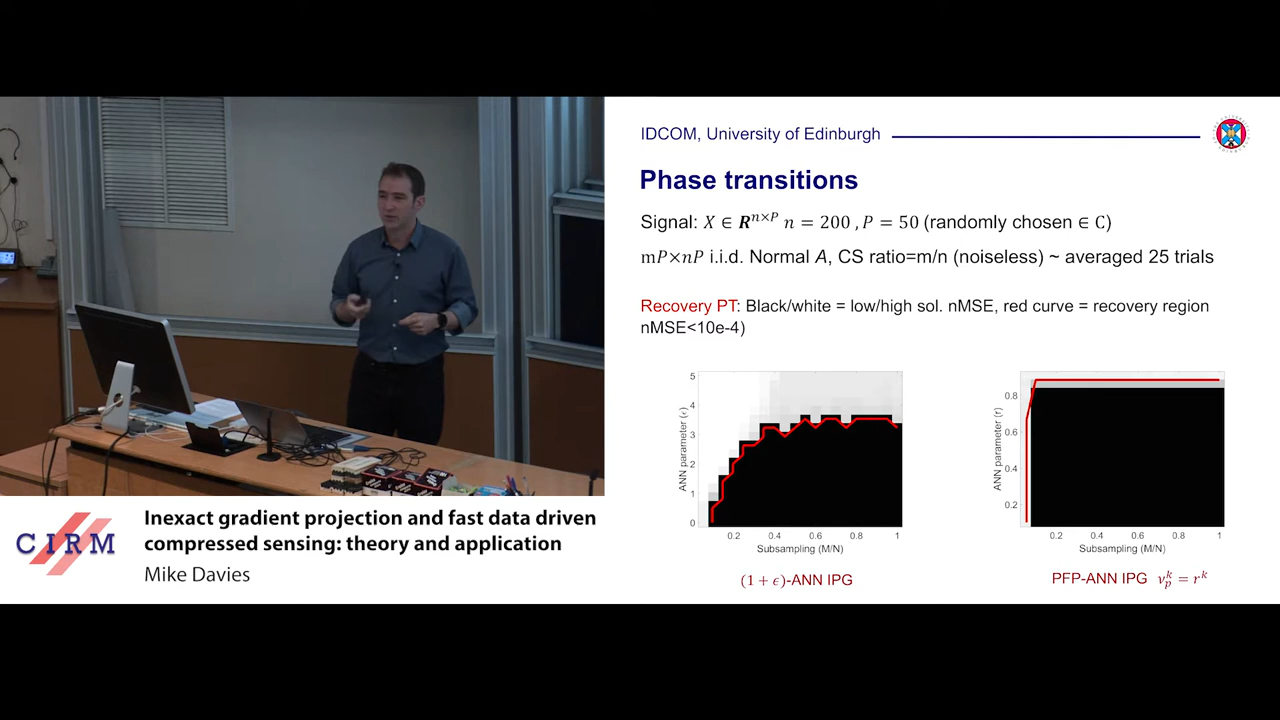 IDCOM, University of Edinburgh
Phase transitions
Signal: X ∈ R^{n×P} n = 200 , P = 50 (randomly chosen ∈ C)
mP×nP i.i.d. Normal A, CS ratio=m/n (noiseless) ~ averaged 25 trials
Recovery PT: Black/white = low/high sol. nMSE, red curve = recovery region
nMSE<10e-4)
5
4
3
2
1
0
ANN parameter (ϵ)
0.2 0.4 0.6 0.8 1
Subsampling (M/N)
(1 + ϵ)-ANN IPG
0.8
0.6
0.4
0.2
ANN parameter (r)
0.2 0.4 0.6 0.8 1
Subsampling (M/N)
PFP-ANN IPG ν_p^k = r^k
CIRM
Inexact gradient projection and fast data driven
compressed sensing: theory and application
Mike Davies